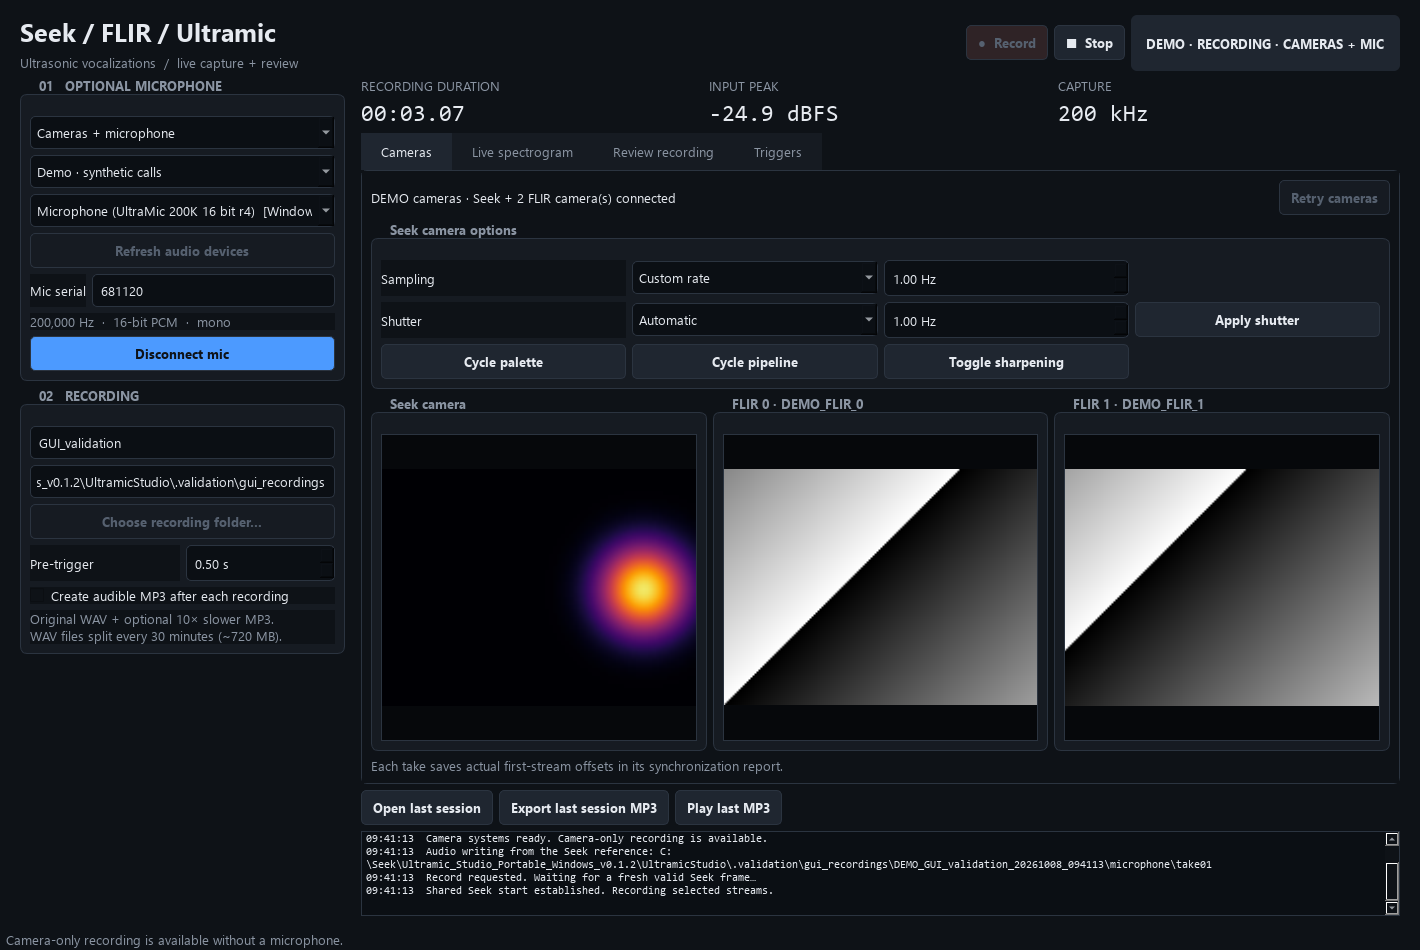 Seek / FLIR / Ultramic
Ultrasonic vocalizations / live capture + review
Record
Stop
DEMO · RECORDING · CAMERAS + MIC
01 OPTIONAL MICROPHONE
Cameras + microphone
Demo · synthetic calls
Microphone (UltraMic 200K 16 bit r4) [Window
Refresh audio devices
Mic serial
681120
200,000 Hz · 16-bit PCM · mono
Disconnect mic
02 RECORDING
GUI_validation
s_v0.1.2\UltramicStudio\.validation\gui_recordings
Choose recording folder...
Pre-trigger
0.50 s
Create audible MP3 after each recording
Original WAV + optional 10× slower MP3.
WAV files split every 30 minutes (~720 MB).
RECORDING DURATION
00:03.07
INPUT PEAK
-24.9 dBFS
CAPTURE
200 kHz
Cameras
Live spectrogram
Review recording
Triggers
DEMO cameras · Seek + 2 FLIR camera(s) connected
Retry cameras
Seek camera options
Sampling
Custom rate
1.00 Hz
Shutter
Automatic
1.00 Hz
Apply shutter
Cycle palette
Cycle pipeline
Toggle sharpening
Seek camera
FLIR 0 · DEMO_FLIR_0
FLIR 1 · DEMO_FLIR_1
Each take saves actual first-stream offsets in its synchronization report.
Open last session
Export last session MP3
Play last MP3
09:41:13 Camera systems ready. Camera-only recording is available.
09:41:13 Audio writing from the Seek reference: C:
\Seek\Ultramic_Studio_Portable_Windows_v0.1.2\UltramicStudio\.validation\gui_recordings\DEMO_GUI_validation_20261008_094113\microphone\take01
09:41:13 Record requested. Waiting for a fresh valid Seek frame…
09:41:13 Shared Seek start established. Recording selected streams.
Camera-only recording is available without a microphone.